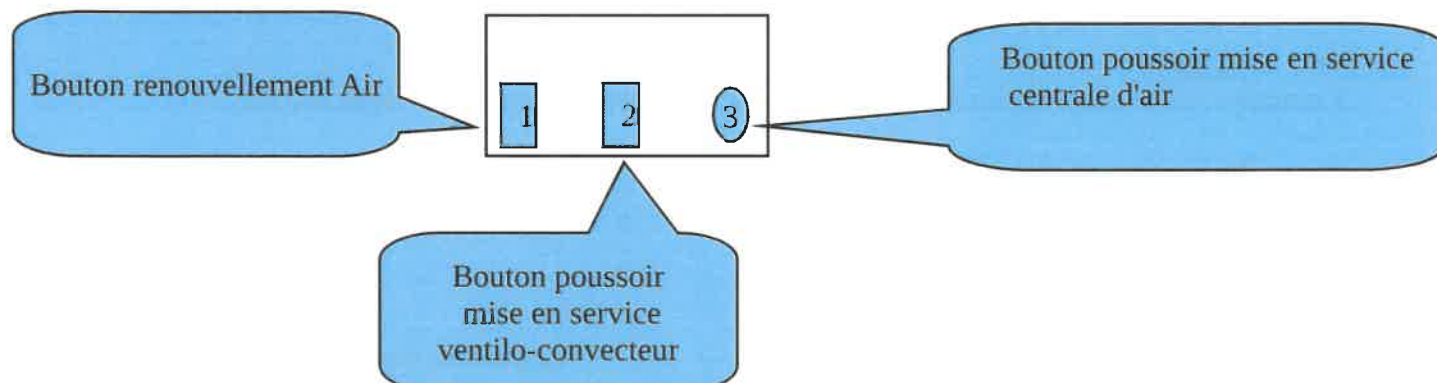 Bouton renouvellement Air
1
2
3
Bouton poussoir mise en service
centrale d'air
Bouton poussoir
mise en service
ventilo-convecteur